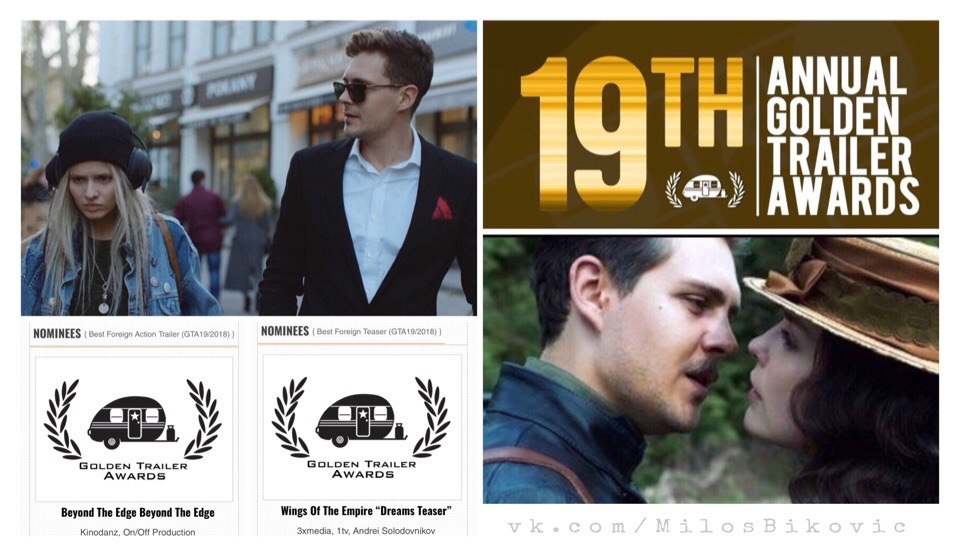 19TH
ANNUAL
GOLDEN
TRAILER
AWARDS
NOMINEES { Best Foreign Action Trailer (GTA19/2018) }
GOLDEN TRAILER
AWARDS
Beyond The Edge Beyond The Edge
Kinodanz, On/Off Production
NOMINEES { Best Foreign Teaser (GTA19/2018) }
GOLDEN TRAILER
AWARDS
Wings Of The Empire “Dreams Teaser”
3xmedia, 1tv, Andrei Solodovnikov
vk.com/MilosBikovic